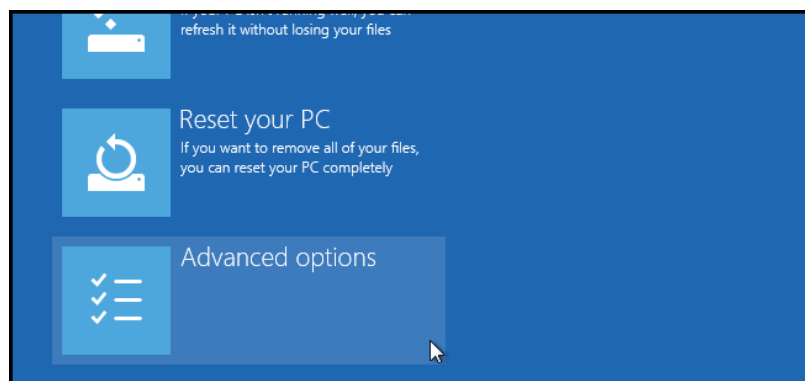 refresh it without losing your files
Reset your PC
If you want to remove all of your files,
you can reset your PC completely
Advanced options